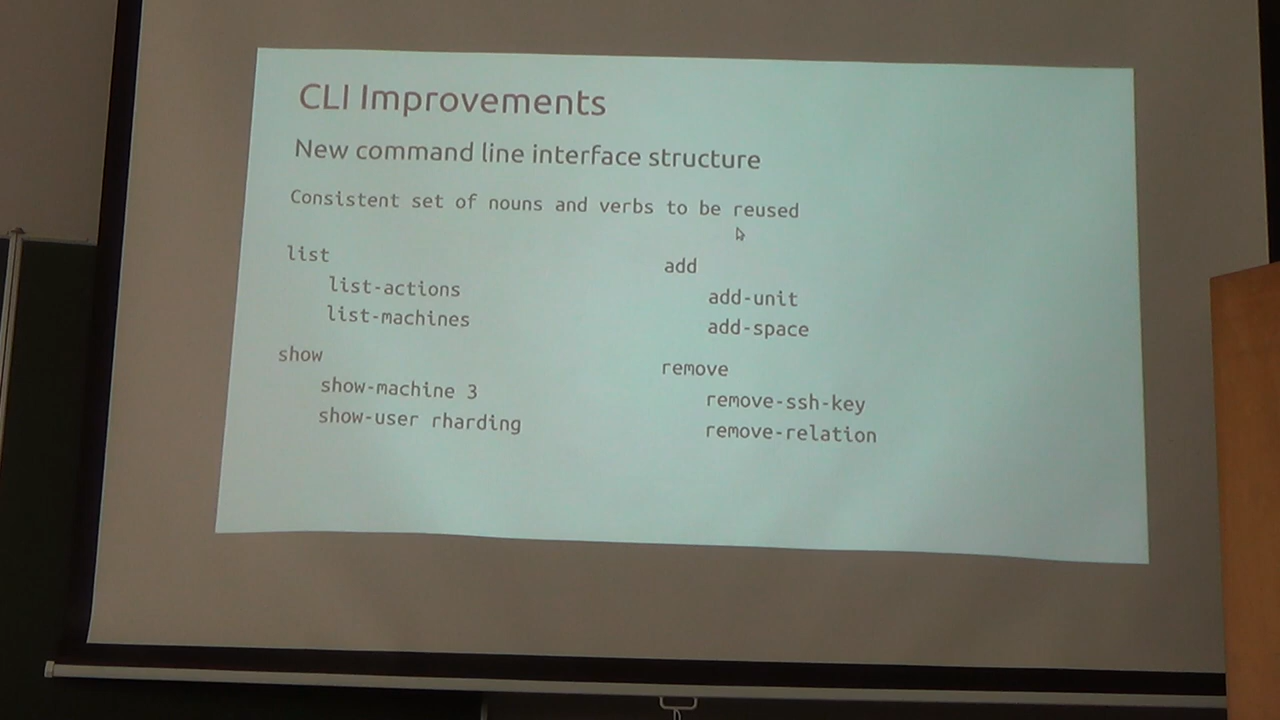 CLI Improvements
New command line interface structure
Consistent set of nouns and verbs to be reused
list
list-actions
list-machines
show
show-machine 3
show-user rharding
add
add-unit
add-space
remove
remove-ssh-key
remove-relation